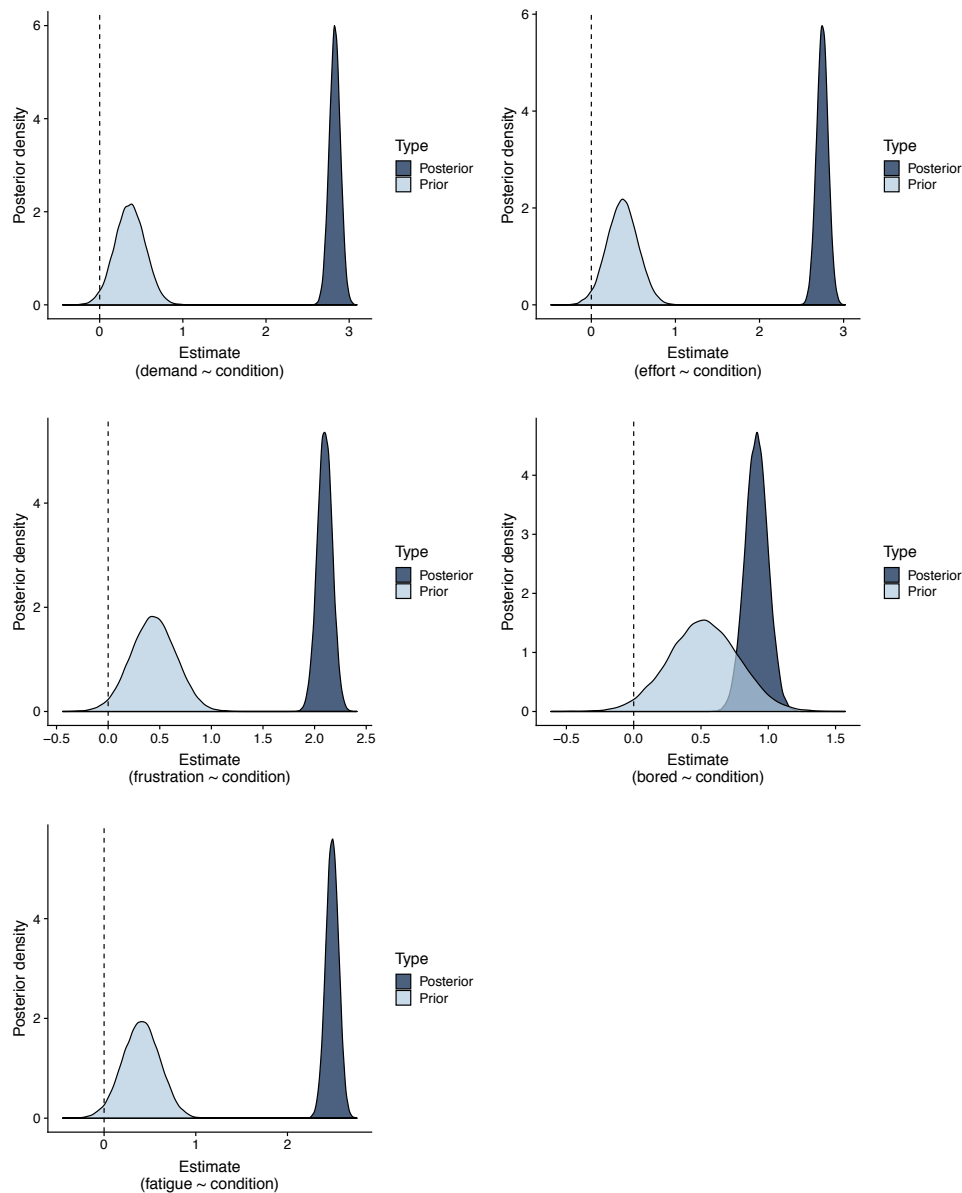 Posterior density
6
4
2
0
0
1
2
3
Estimate
(demand ~ condition)
Type
Posterior
Prior
Posterior density
6
4
2
0
0
1
2
3
Estimate
(effort ~ condition)
Type
Posterior
Prior
Posterior density
4
2
0
−0.5
0.0
0.5
1.0
1.5
2.0
2.5
Estimate
(frustration ~ condition)
Type
Posterior
Prior
Posterior density
4
3
2
1
0
−0.5
0.0
0.5
1.0
1.5
Estimate
(bored ~ condition)
Type
Posterior
Prior
Posterior density
4
2
0
0
1
2
Estimate
(fatigue ~ condition)
Type
Posterior
Prior